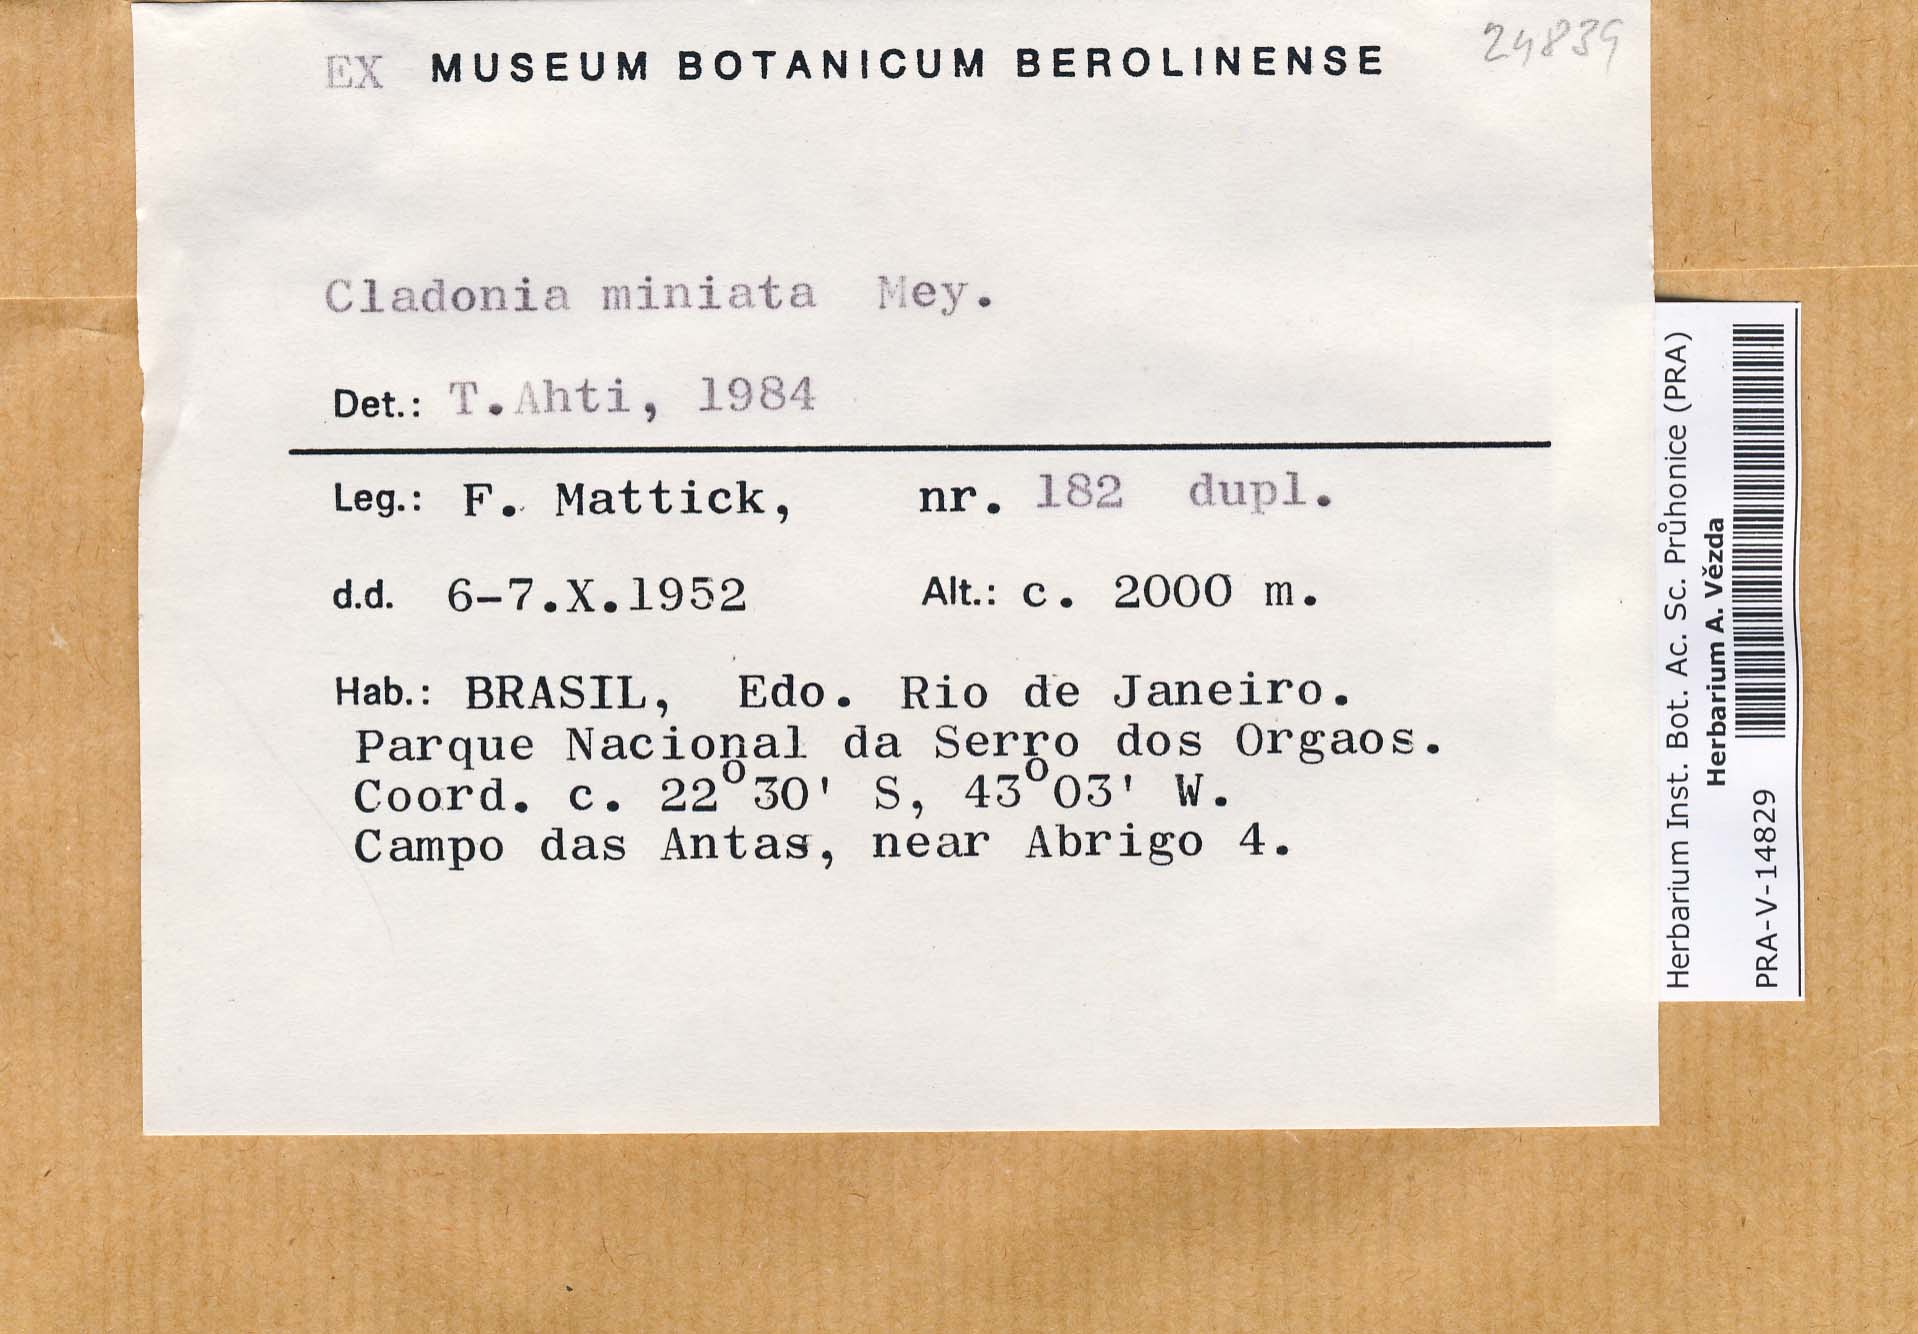 24839
EX MUSEUM BOTANICUM BEROLINENSE
Cladonia miniata Mey.
Det.: T.Ahti, 1984
Leg.: F. Mattick, nr. 182 dupl.
d.d. 6-7.X.1952 Alt.: c. 2000 m.
Hab.: BRASIL, Edo. Rio de Janeiro.
Parque Nacional da Serro dos Orgaos.
Coord. c. 22°30' S, 43°03' W.
Campo das Antas, near Abrigo 4.
Herbarium Inst. Bot. Ac. Sc. Průhonice (PRA)
Herbarium A. Vězda
PRA-V-14829